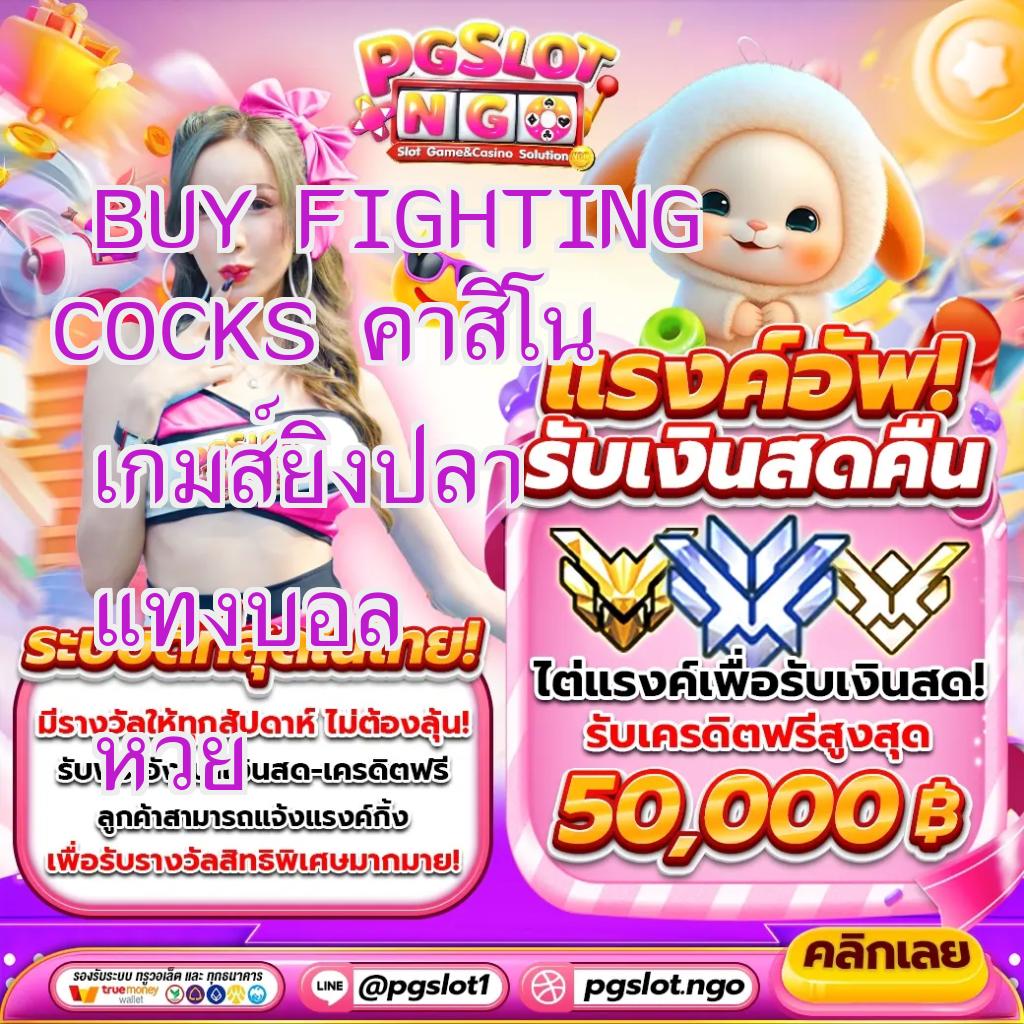 PGSLOT
NGO
Slot Game&Casino Solution
BUY FIGHTING
COCKS คาสิโน
เกมส์ยิงปลา
แทงบอล
หวย
แรงค์อัพ!
รับเงินสดคืน
ไต่แรงค์เพื่อรับเงินสด!
รับเครดิตฟรีสูงสุด
50,000 ฿
มีรางวัลให้ทุกสัปดาห์ ไม่ต้องลุ้น!
ลูกค้าสามารถแจ้งแรงค์กิ้ง
เพื่อรับรางวัลสิทธิพิเศษมากมาย!
คลิกเลย
รองรับระบบ ทรูวอเล็ต และ ทุกธนาคาร
truemoney
wallet
LINE @pgslot1
pgslot.ngo